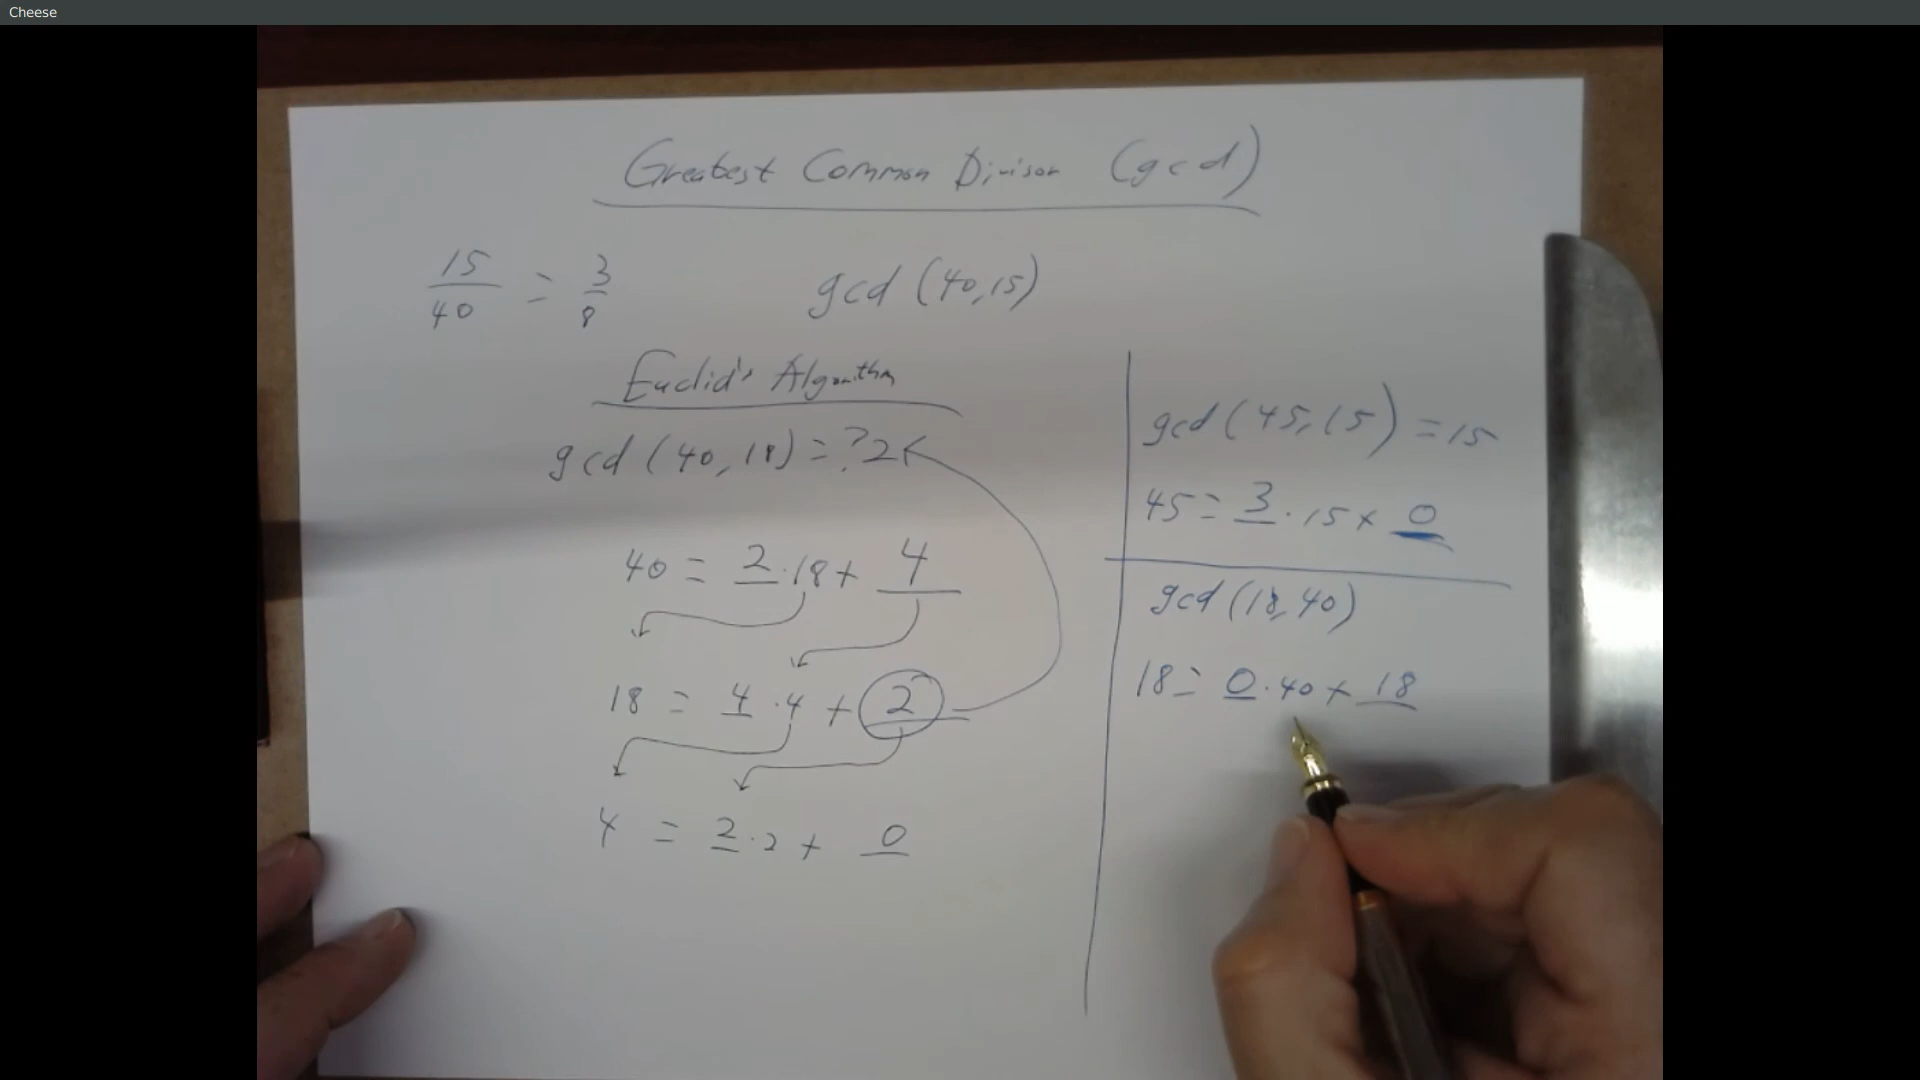 Cheese
Greatest Common Divisor (gcd)
15/40 = 3/8
gcd (40,15)
Euclid's Algorithm
gcd (40, 18) = ? 2
40 = 2 · 18 + 4
18 = 4 · 4 + 2
4 = 2 · 2 + 0
gcd (45, 15) = 15
45 = 3 · 15 + 0
gcd (18, 40)
18 = 0 · 40 + 18